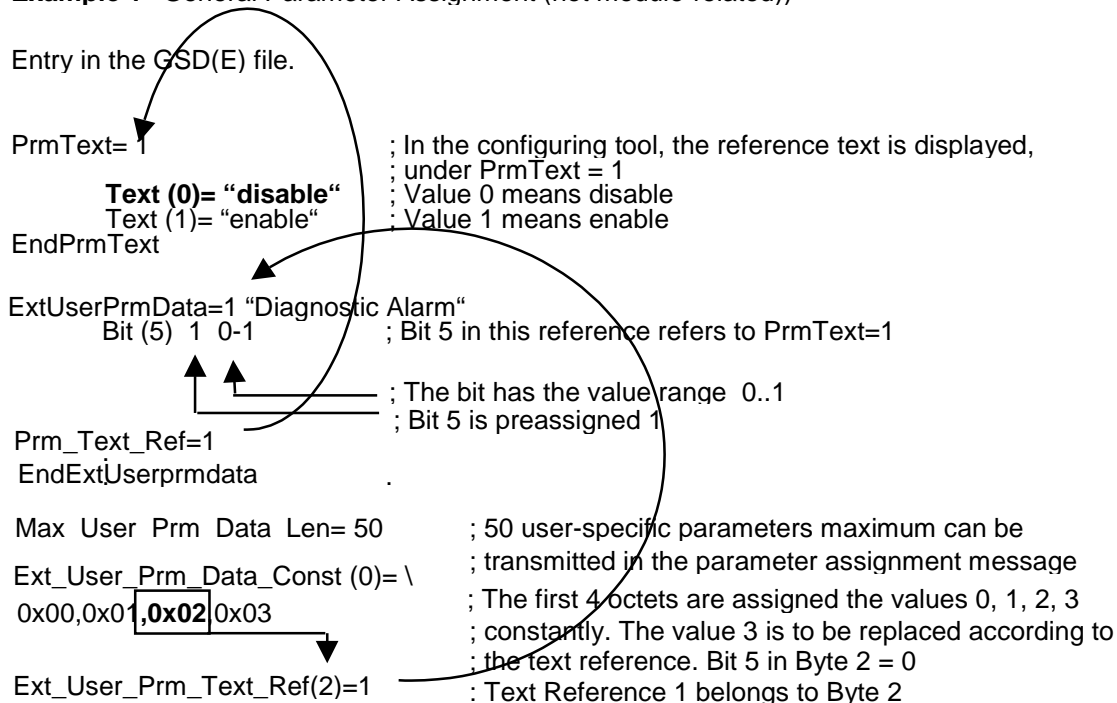 Example 1 General Parameter Assignment (not module related))
Entry in the GSD(E) file.
PrmText= 1 ; In the configuring tool, the reference text is displayed,
; under PrmText = 1
Text (0)= “disable“ ; Value 0 means disable
Text (1)= “enable“ ; Value 1 means enable
EndPrmText
ExtUserPrmData=1 “Diagnostic Alarm“
Bit (5) 1 0-1 ; Bit 5 in this reference refers to PrmText=1
; The bit has the value range 0..1
; Bit 5 is preassigned 1
Prm_Text_Ref=1
EndExtUserprmdata .
Max User Prm Data Len= 50 ; 50 user-specific parameters maximum can be
; transmitted in the parameter assignment message
Ext_User_Prm_Data_Const (0)= \
0x00,0x01,0x02,0x03 ; The first 4 octets are assigned the values 0, 1, 2, 3
; constantly. The value 3 is to be replaced according to
; the text reference. Bit 5 in Byte 2 = 0
Ext_User_Prm_Text_Ref(2)=1 ; Text Reference 1 belongs to Byte 2